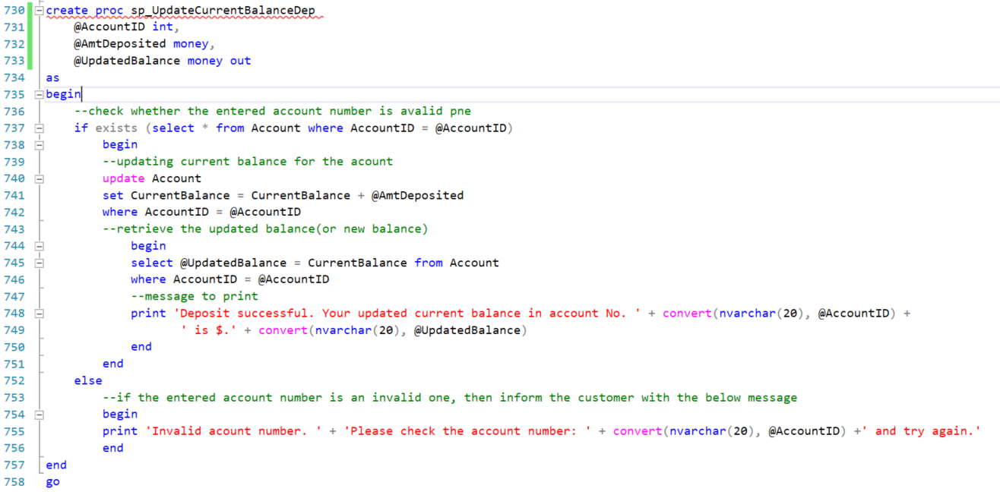 730 create proc sp_UpdateCurrentBalanceDep
731 @AccountID int,
732 @AmtDeposited money,
733 @UpdatedBalance money out
734 as
735 begin
736 --check whether the entered account number is avalid pne
737 if exists (select * from Account where AccountID = @AccountID)
738 begin
739 --updating current balance for the acount
740 update Account
741 set CurrentBalance = CurrentBalance + @AmtDeposited
742 where AccountID = @AccountID
743 --retrieve the updated balance(or new balance)
744 begin
745 select @UpdatedBalance = CurrentBalance from Account
746 where AccountID = @AccountID
747 --message to print
748 print 'Deposit successful. Your updated current balance in account No. ' + convert(nvarchar(20), @AccountID) +
749 ' is $.' + convert(nvarchar(20), @UpdatedBalance)
750 end
751 end
752 else
753 --if the entered account number is an invalid one, then inform the customer with the below message
754 begin
755 print 'Invalid acount number. ' + 'Please check the account number: ' + convert(nvarchar(20), @AccountID) +' and try again.'
756 end
757 end
758 go